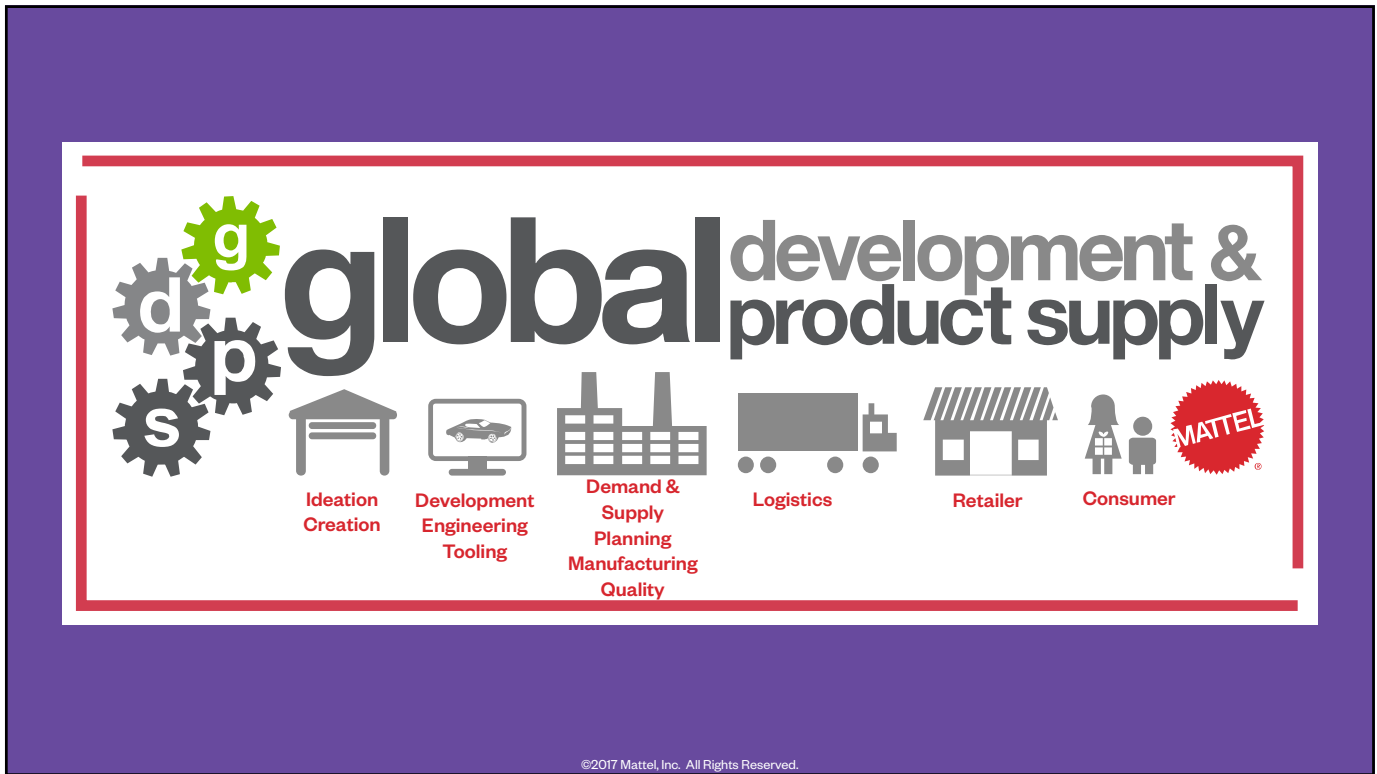 g
d
p
s
global
development &
product supply
MATTEL
®
Ideation
Creation
Development
Engineering
Tooling
Demand &
Supply
Planning
Manufacturing
Quality
Logistics
Retailer
Consumer
©2017 Mattel, Inc. All Rights Reserved.